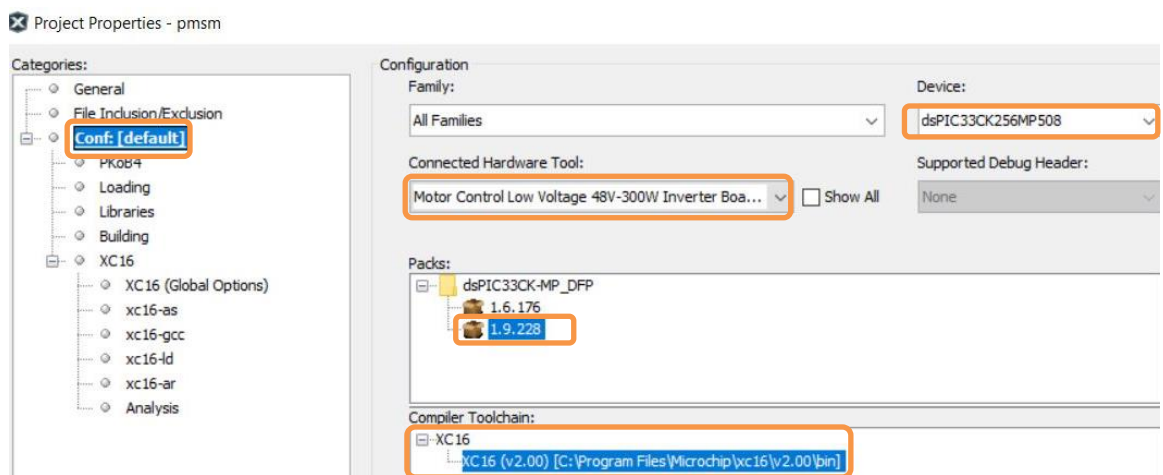 Project Properties - pmsm
Categories:
General
File Inclusion/Exclusion
Conf: [default]
PKoB4
Loading
Libraries
Building
XC16
XC16 (Global Options)
xc16-as
xc16-gcc
xc16-ld
xc16-ar
Analysis
Configuration
Family:
All Families
Device:
dsPIC33CK256MP508
Connected Hardware Tool:
Motor Control Low Voltage 48V-300W Inverter Boa...
Show All
Supported Debug Header:
None
Packs:
dsPIC33CK-MP_DFP
1.6.176
1.9.228
Compiler Toolchain:
XC16
XC16 (v2.00) [C:\Program Files\Microchip\xc16\v2.00\bin]